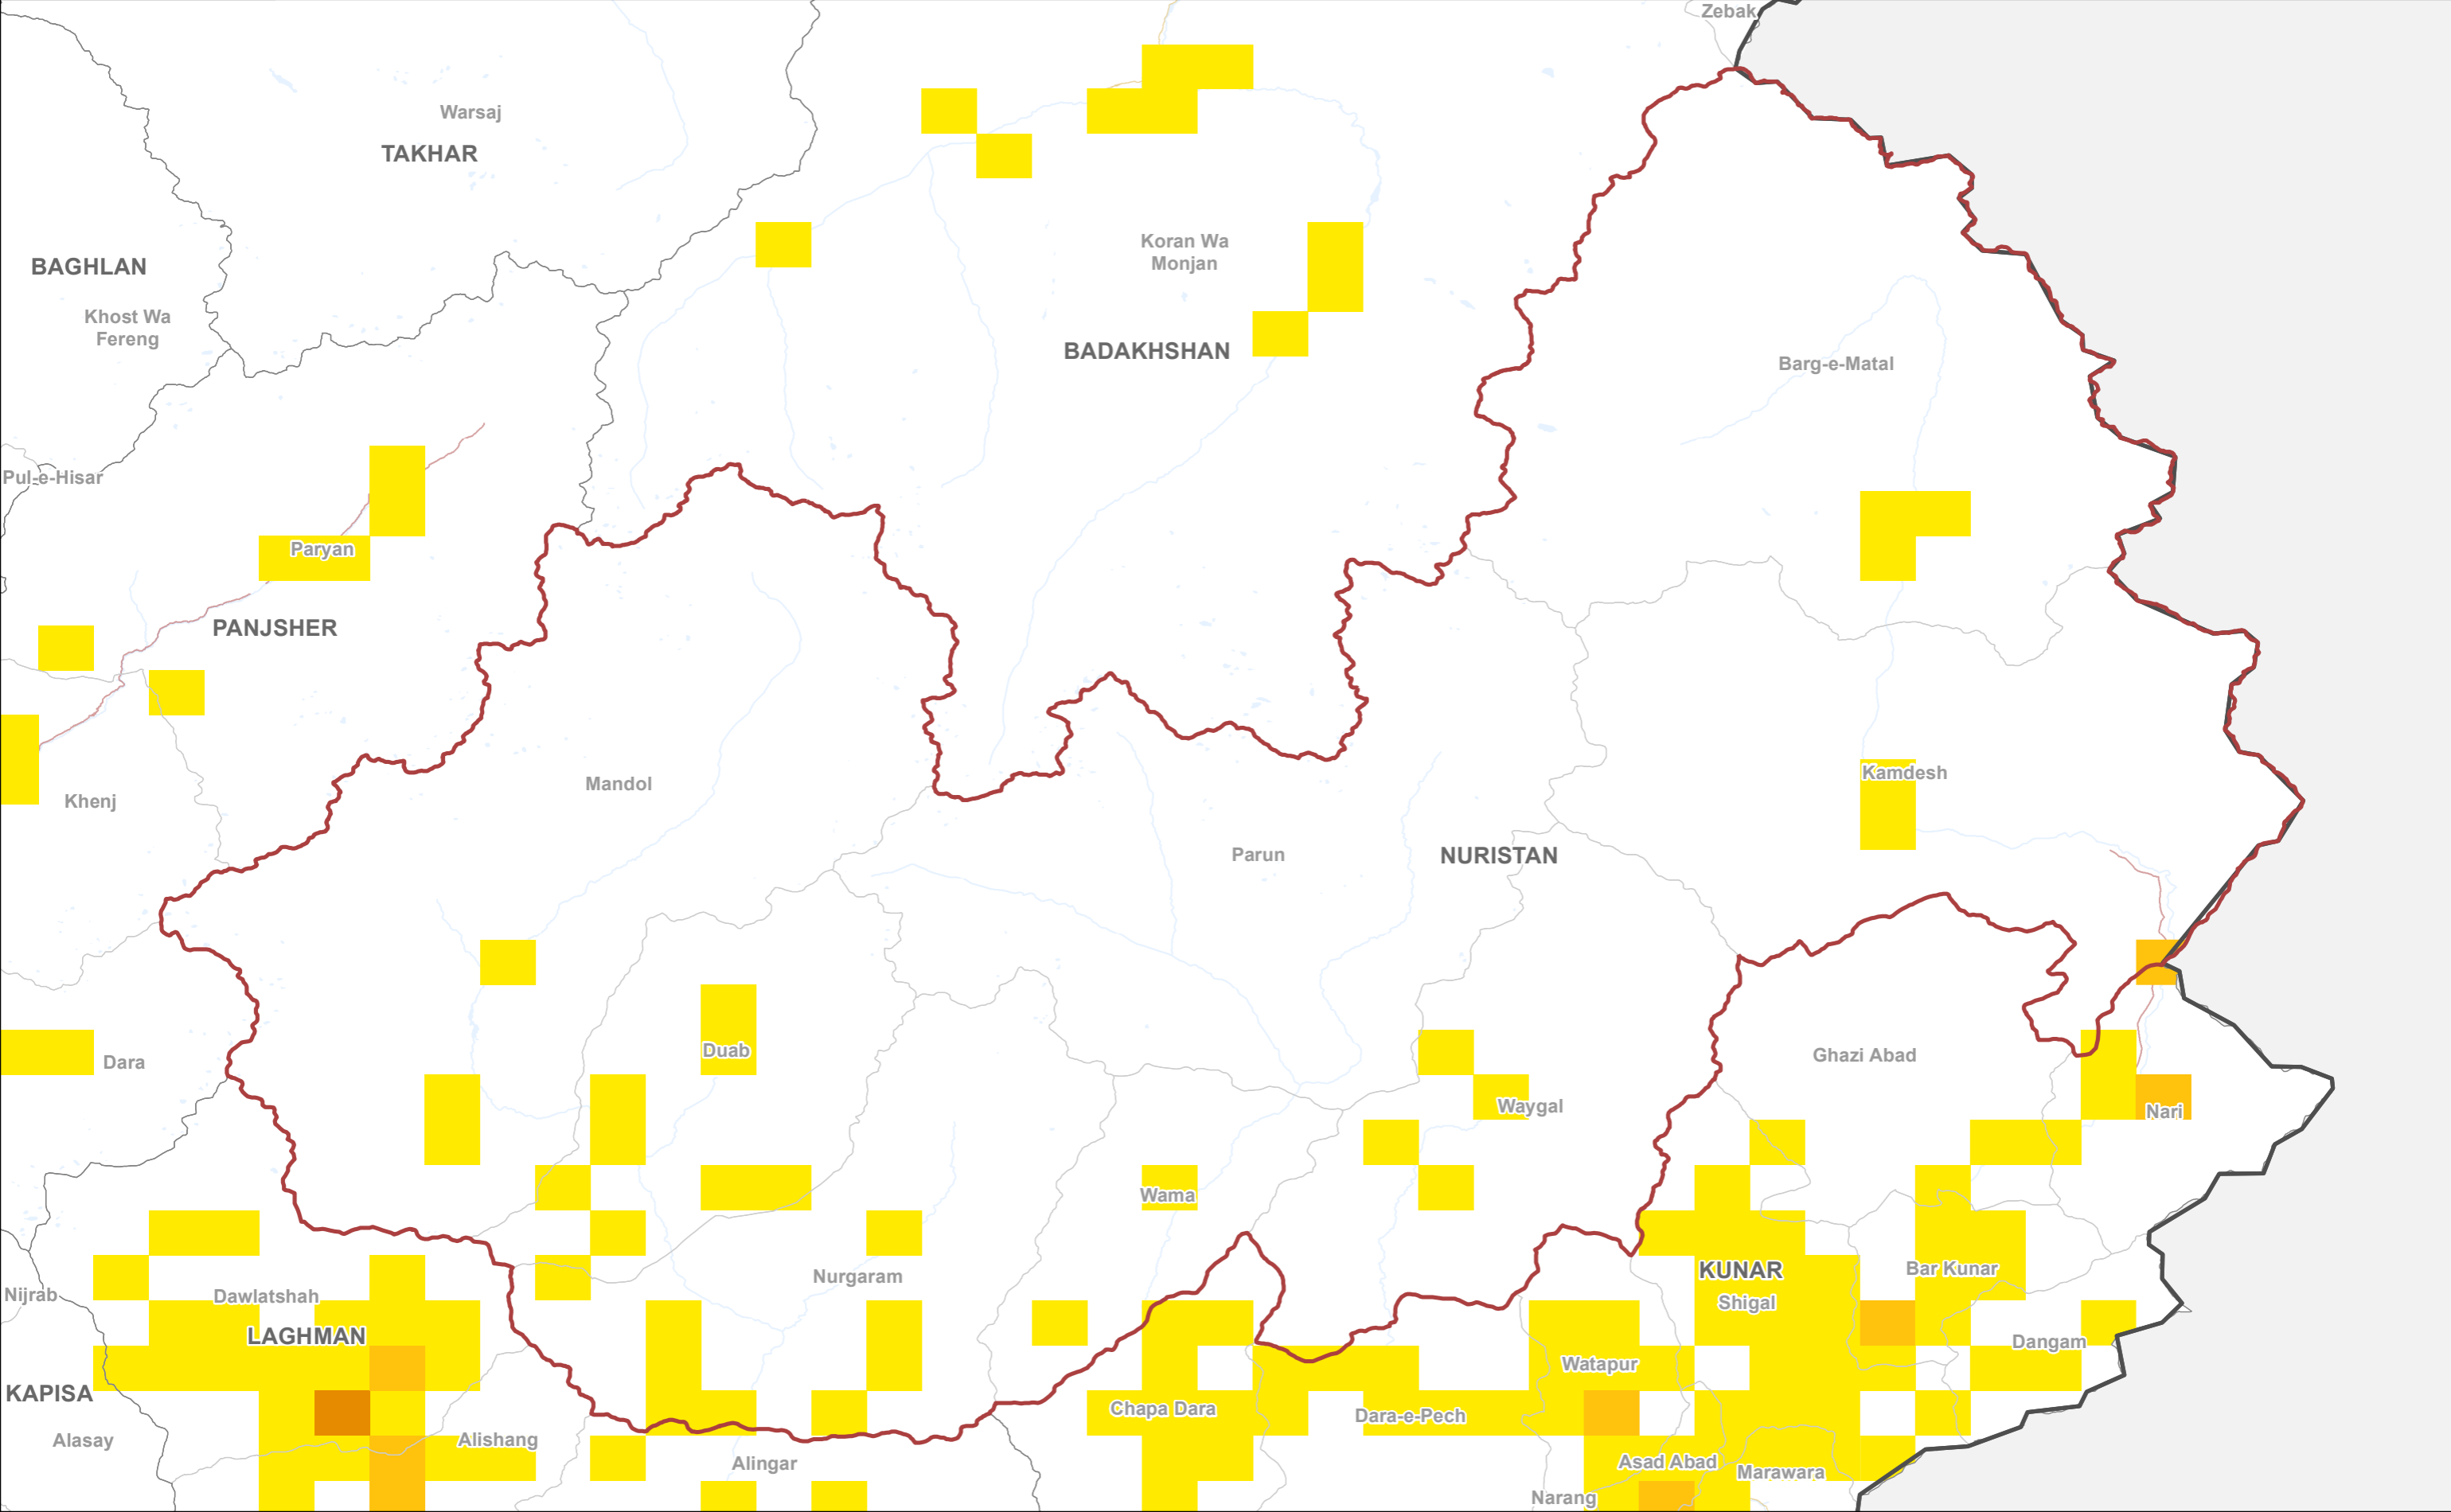 Zebak
Warsaj
TAKHAR
Koran Wa
Monjan
BAGHLAN
Khost Wa
Fereng
BADAKHSHAN
Barg-e-Matal
Pul-e-Hisar
Paryan
PANJSHER
Kamdesh
Mandol
Khenj
Parun
NURISTAN
Duab
Ghazi Abad
Dara
Waygal
Nari
Wama
KUNAR
Bar Kunar
Nurgaram
Nijrab
Dawlatshah
Shigal
LAGHMAN
Dangam
Watapur
KAPISA
Chapa Dara
Dara-e-Pech
Alasay
Alishang
Alingar
Asad Abad
Marawara
Narang